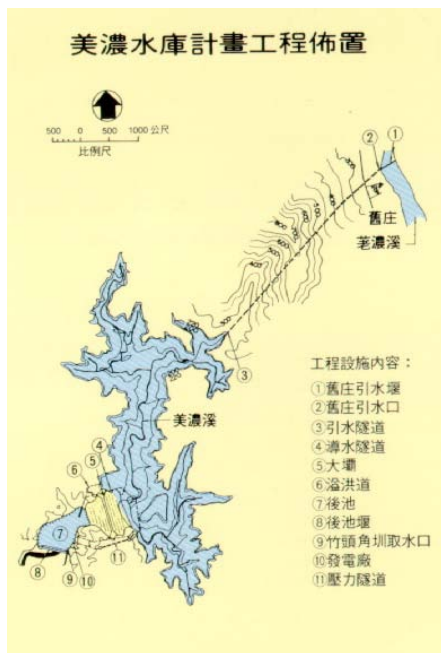 美濃水庫計畫工程佈置
500 0 500 1000 公尺
比例尺
② ①
舊庄
荖濃溪
③
美濃溪
④
⑤
⑥
⑦
⑪
⑧
⑨
⑩
工程設施內容：
①舊庄引水堰
②舊庄引水口
③引水隧道
④導水隧道
⑤大壩
⑥溢洪道
⑦後池
⑧後池堰
⑨竹頭角圳取水口
⑩發電廠
⑪壓力隧道